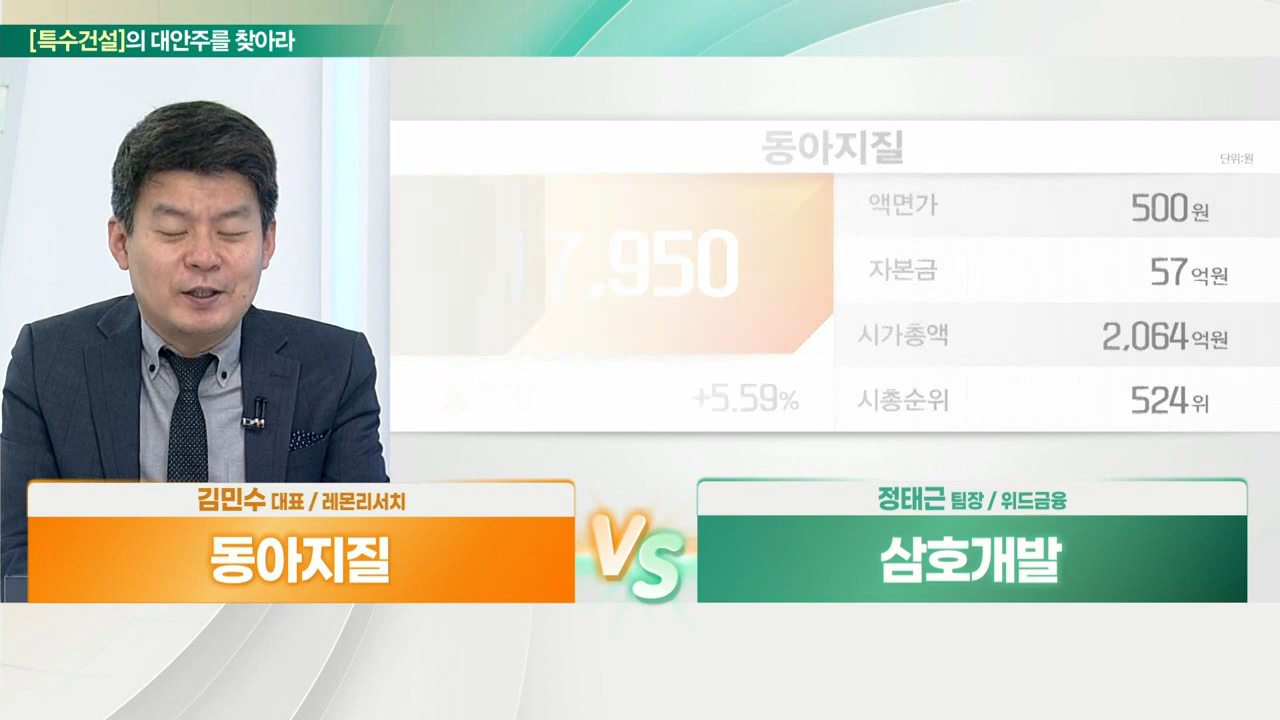 [특수건설]의 대안주를 찾아라
동아지질
단위:원
7,950
+5.59%
액면가 500원
자본금 57억원
시가총액 2,064억원
시총순위 524위
김민수 대표 / 레몬리서치
동아지질
VS
정태근 팀장 / 위드금융
삼호개발